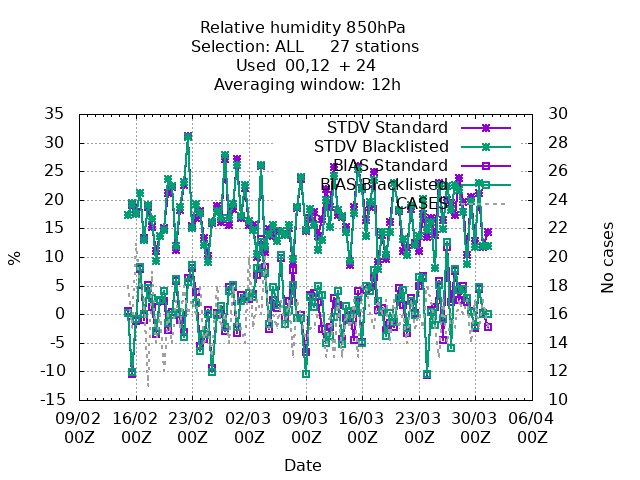 Relative humidity 850hPa
Selection: ALL     27 stations
Used  00,12  + 24
Averaging window: 12h
STDV Standard
STDV Blacklisted
BIAS Standard
BIAS Blacklisted
CASES
35
30
25
20
15
10
5
0
-5
-10
-15
%
30
28
26
24
22
20
18
16
14
12
10
No cases
09/02 16/02 23/02 02/03 09/03 16/03 23/03 30/03 06/04
00Z 00Z 00Z 00Z 00Z 00Z 00Z 00Z 00Z
Date